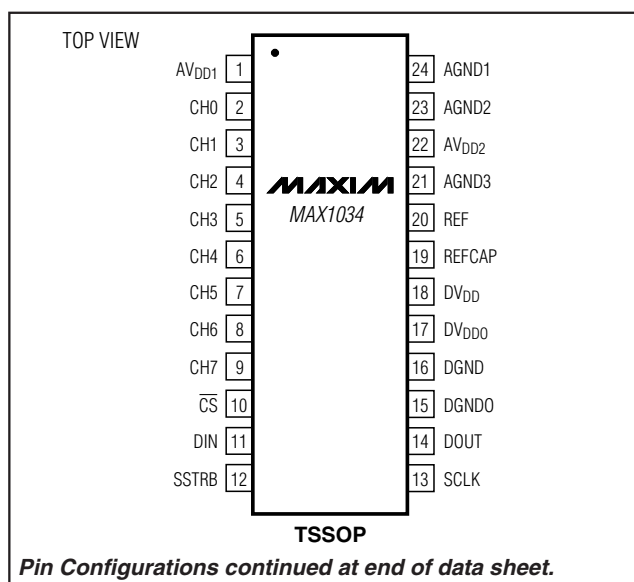 TOP VIEW
AVDD1 1 24 AGND1
CH0 2 23 AGND2
CH1 3 22 AVDD2
CH2 4 MAXIM 21 AGND3
CH3 5 MAX1034 20 REF
CH4 6 19 REFCAP
CH5 7 18 DVDD
CH6 8 17 DVDDO
CH7 9 16 DGND
CS 10 15 DGNDO
DIN 11 14 DOUT
SSTRB 12 13 SCLK
TSSOP
Pin Configurations continued at end of data sheet.